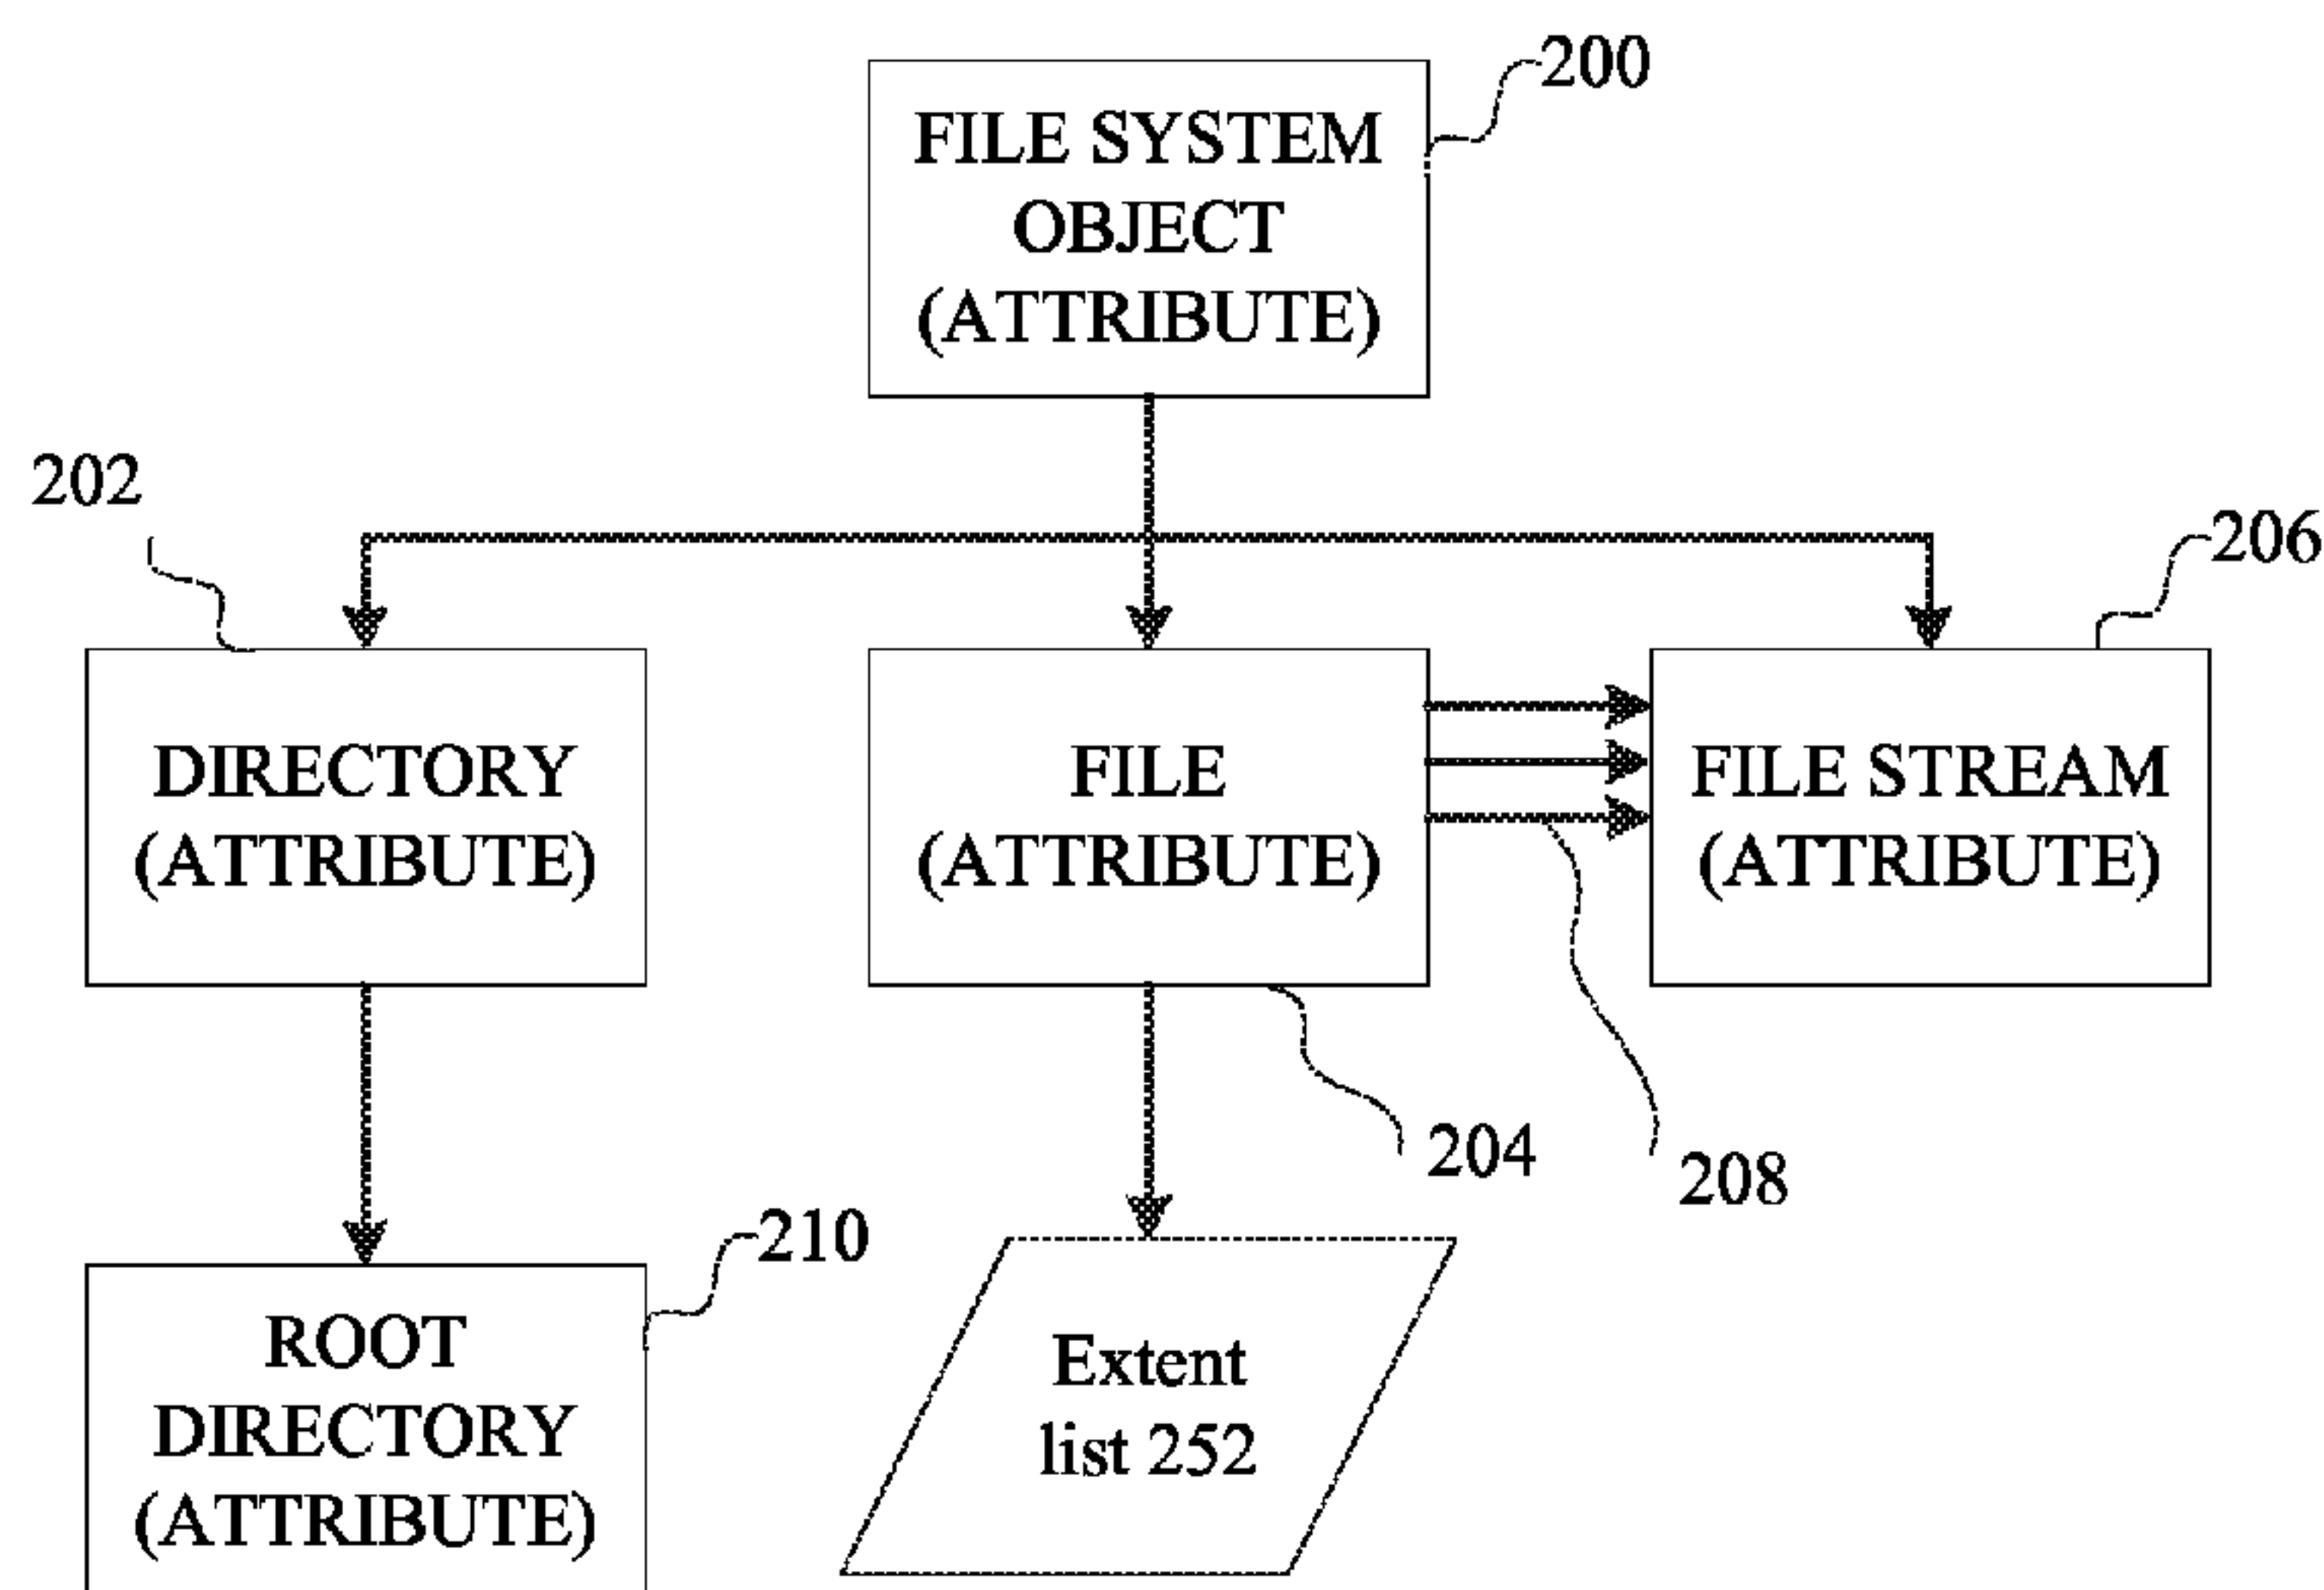 200
FILE SYSTEM
OBJECT
(ATTRIBUTE)
202
206
DIRECTORY
(ATTRIBUTE)
FILE
(ATTRIBUTE)
FILE STREAM
(ATTRIBUTE)
204
208
210
ROOT
DIRECTORY
(ATTRIBUTE)
Extent
list 252